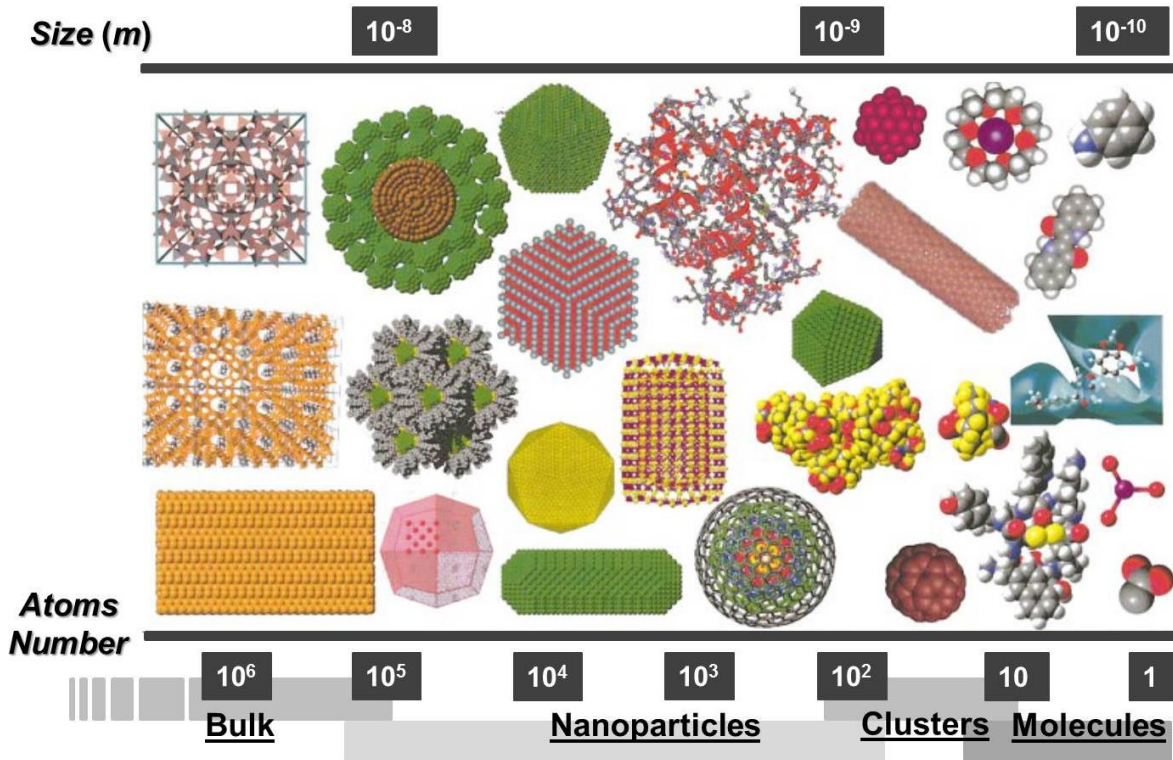 Size (m) 10⁻⁸ 10⁻⁹ 10⁻¹⁰
Atoms
Number
10⁶ 10⁵ 10⁴ 10³ 10² 10 1
Bulk Nanoparticles Clusters Molecules